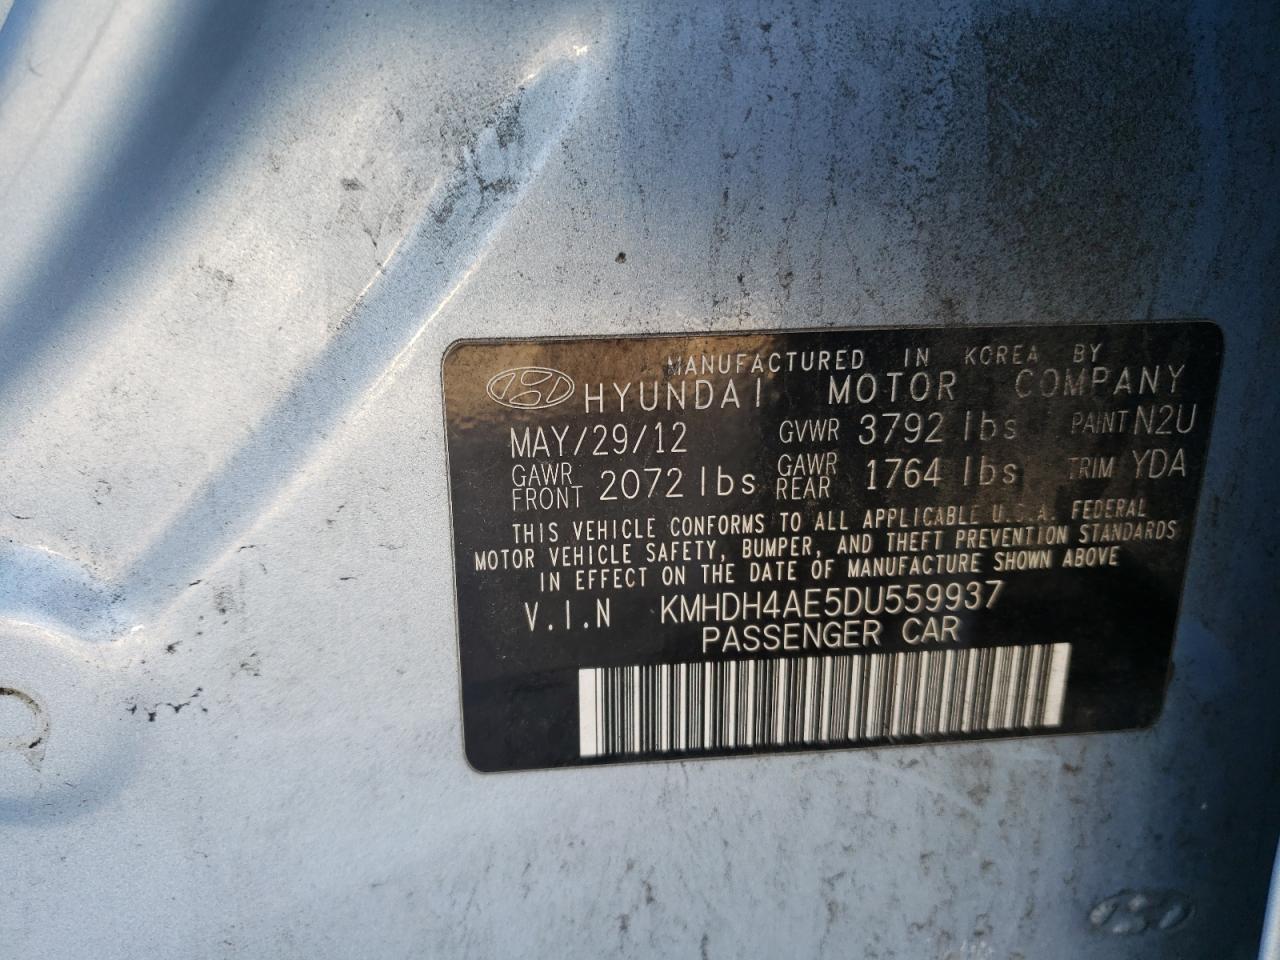 MANUFACTURED IN KOREA BY
HYUNDAI MOTOR COMPANY
MAY/29/12 GVWR 3792 lbs PAINT N2U
GAWR FRONT 2072 lbs GAWR REAR 1764 lbs TRIM YDA
THIS VEHICLE CONFORMS TO ALL APPLICABLE U.S.A. FEDERAL
MOTOR VEHICLE SAFETY, BUMPER, AND THEFT PREVENTION STANDARDS
IN EFFECT ON THE DATE OF MANUFACTURE SHOWN ABOVE
V.I.N KMHDH4AE5DU559937
PASSENGER CAR